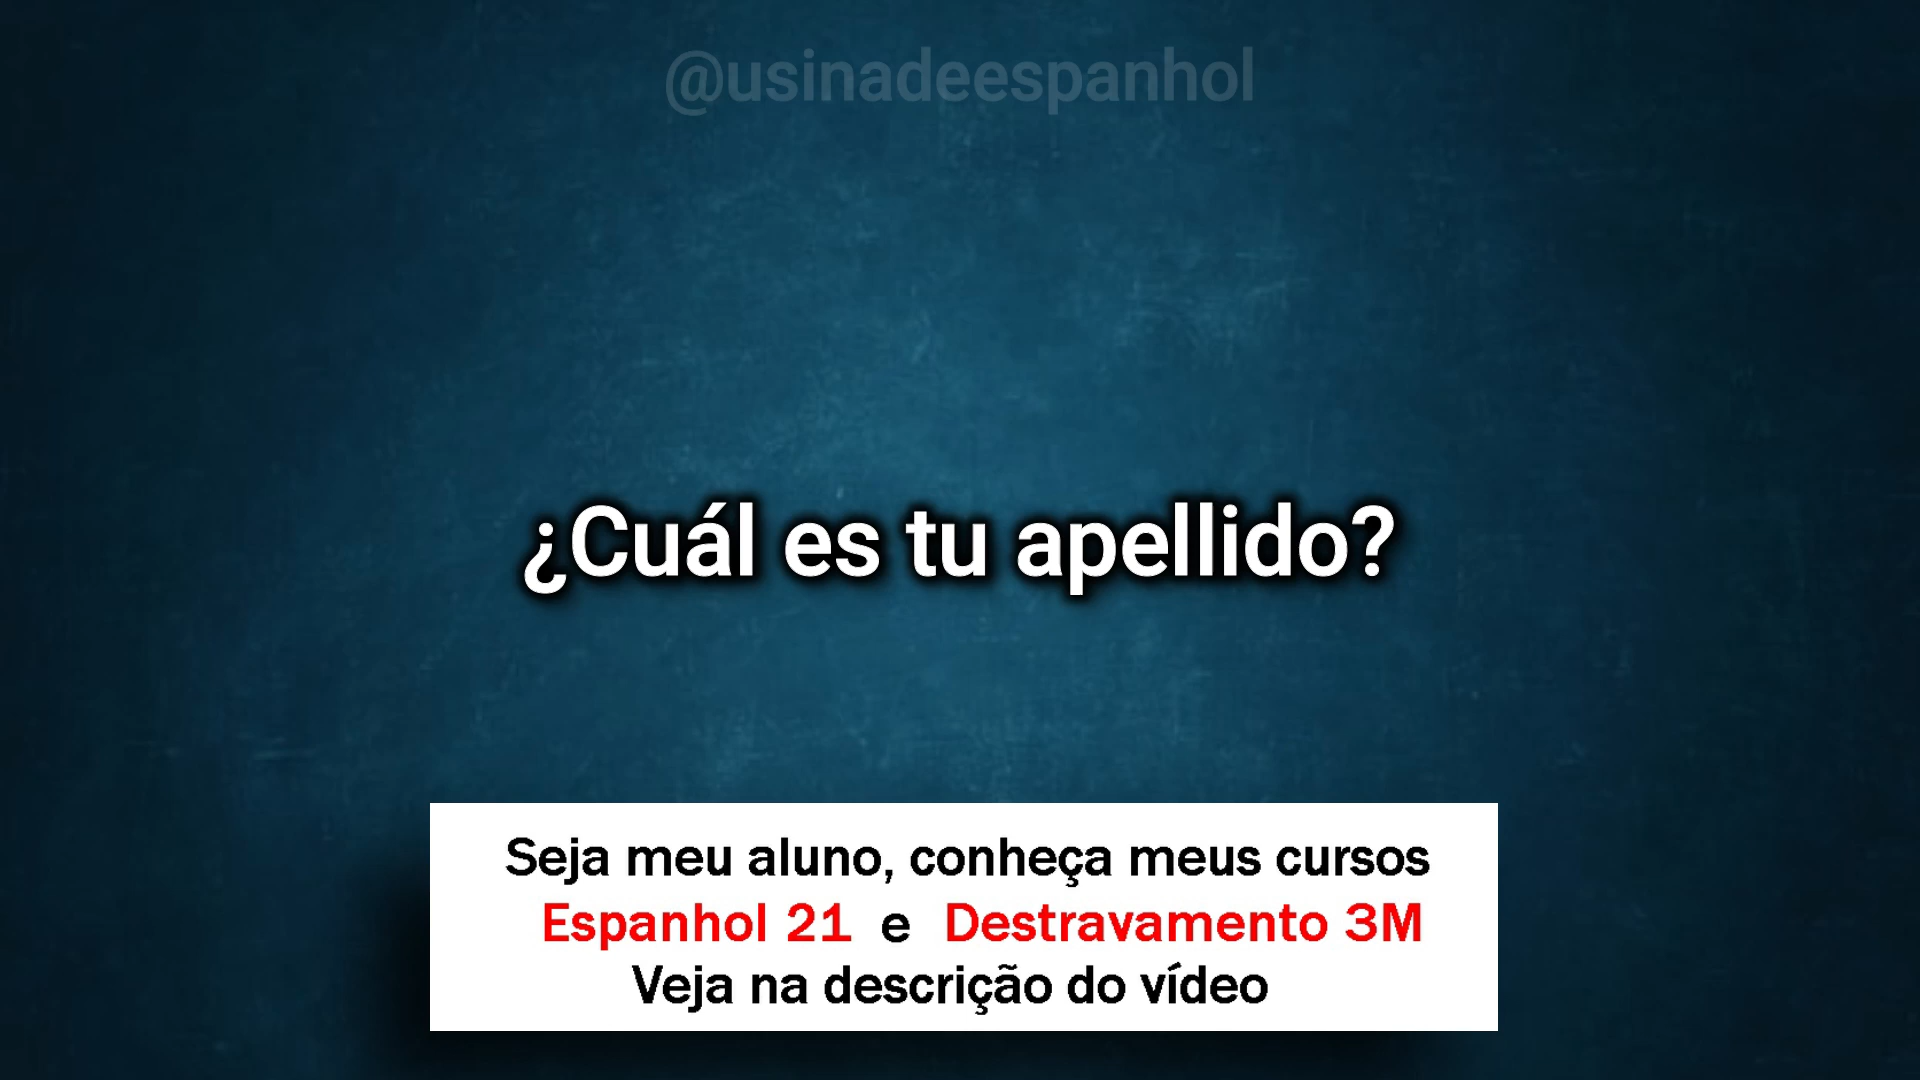 @usinadeespanhol
¿Cuál es tu apellido?
Seja meu aluno, conheça meus cursos
Espanhol 21 e Destravamento 3M
Veja na descrição do vídeo